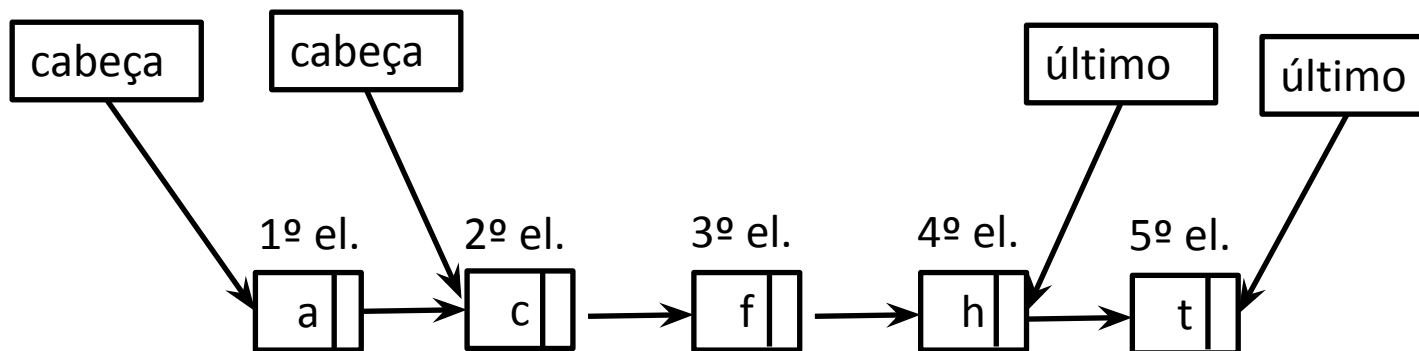 cabeça
cabeça
último
último
1º el.
2º el.
3º el.
4º el.
5º el.
a
c
f
h
t